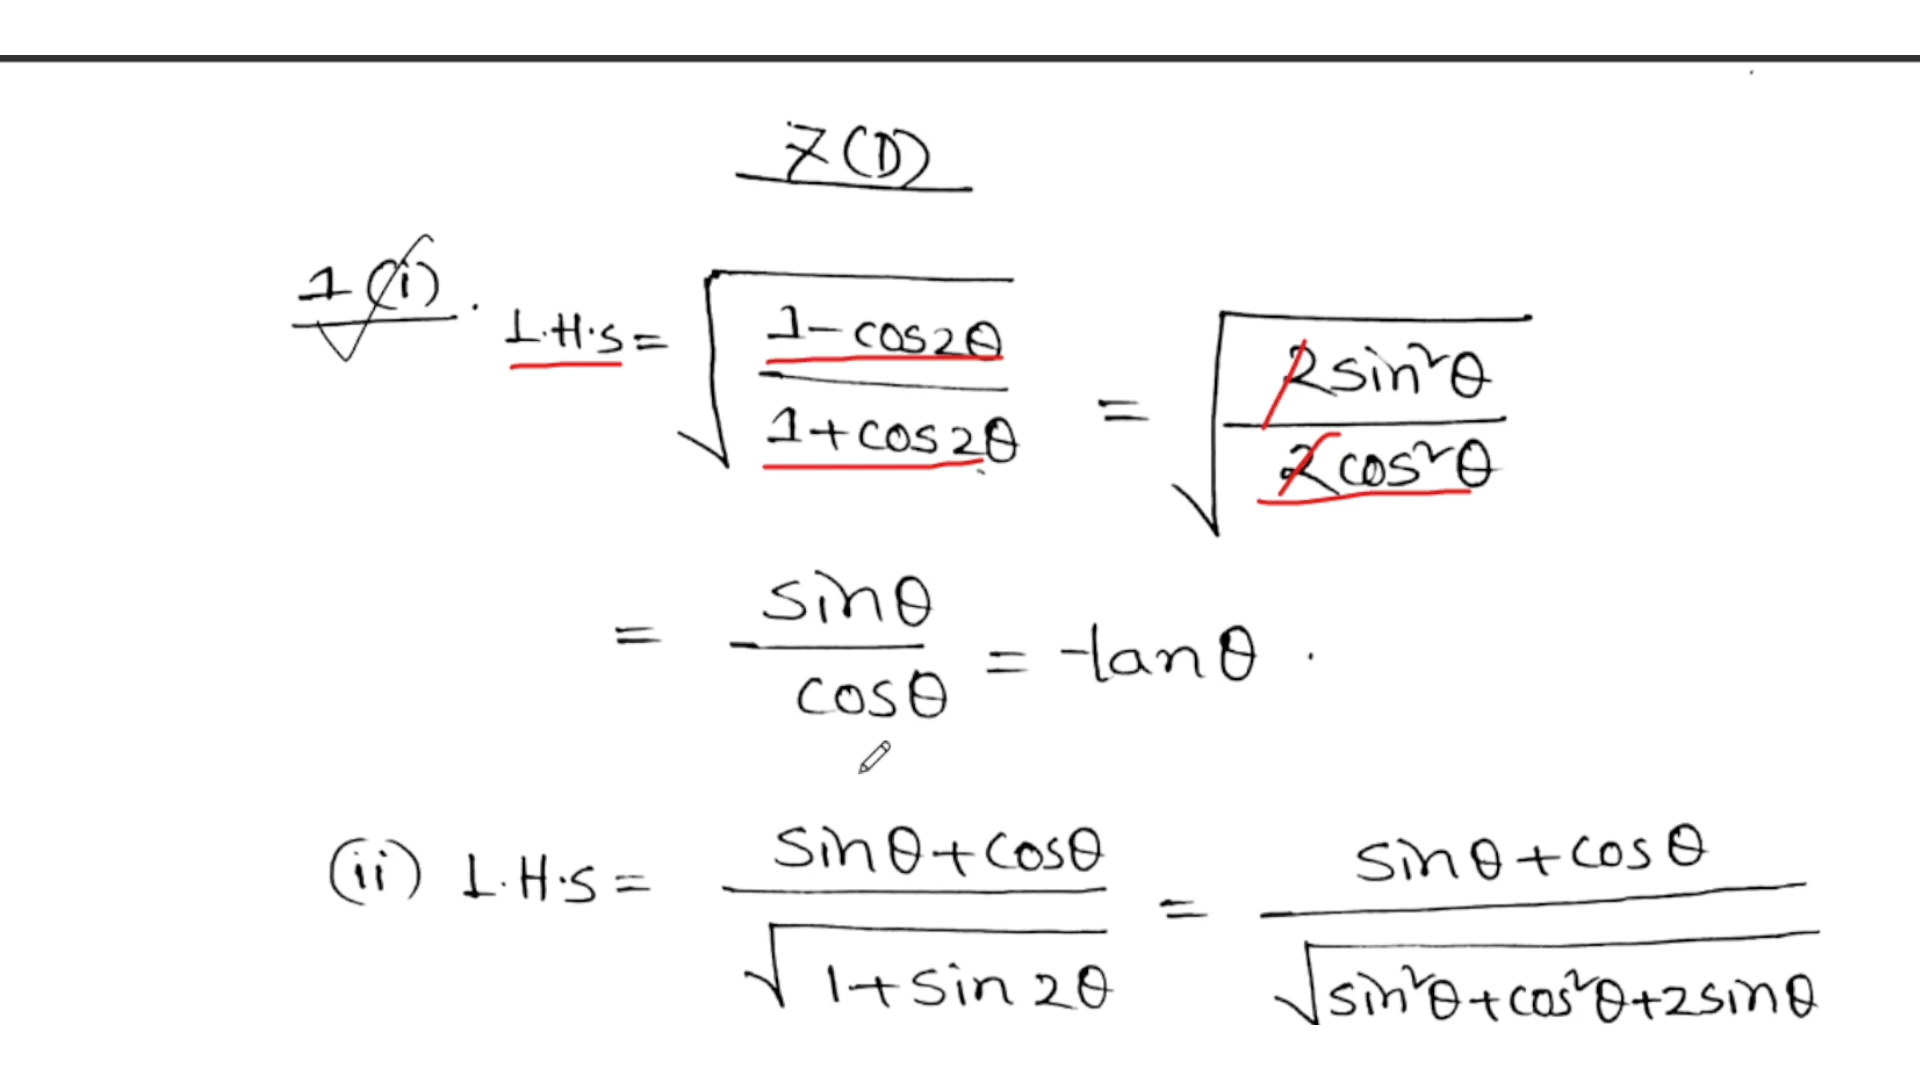 7(D)
1(i). L.H.S = √((1-cos2θ)/(1+cos2θ)) = √((2sin²θ)/(2cos²θ))
= sinθ/cosθ = tanθ.
(ii) L.H.S = (sinθ+cosθ)/√(1+sin2θ) = (sinθ+cosθ)/√(sin²θ+cos²θ+2sinθ